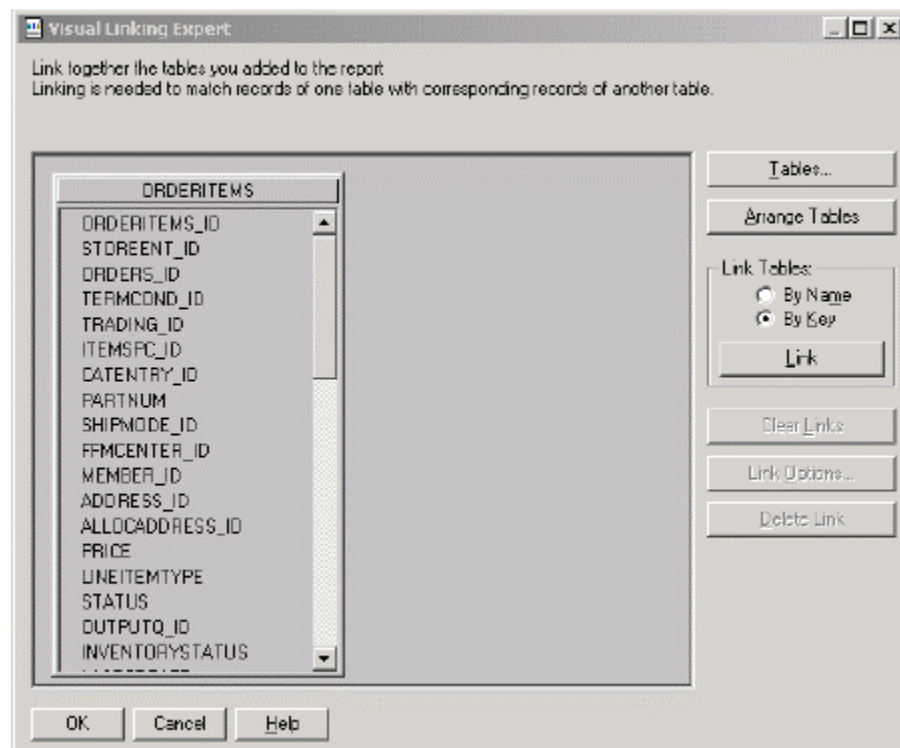 Visual Linking Expert
Link together the tables you added to the report
Linking is needed to match records of one table with corresponding records of another table.
ORDERITEMS
ORDERITEMS_ID
STOREENT_ID
ORDERS_ID
TERMCOND_ID
TRADING_ID
ITEMSPC_ID
CATENTRY_ID
PARTNUM
SHIPMODE_ID
FFMCENTER_ID
MEMBER_ID
ADDRESS_ID
ALLOCADDRESS_ID
PRICE
LINEITEMTYPE
STATUS
OUTPUTQ_ID
INVENTORYSTATUS
Tables...
Arrange Tables
Link Tables:
By Name
By Key
Link
Clear Links
Link Options...
Delete Link
OK
Cancel
Help